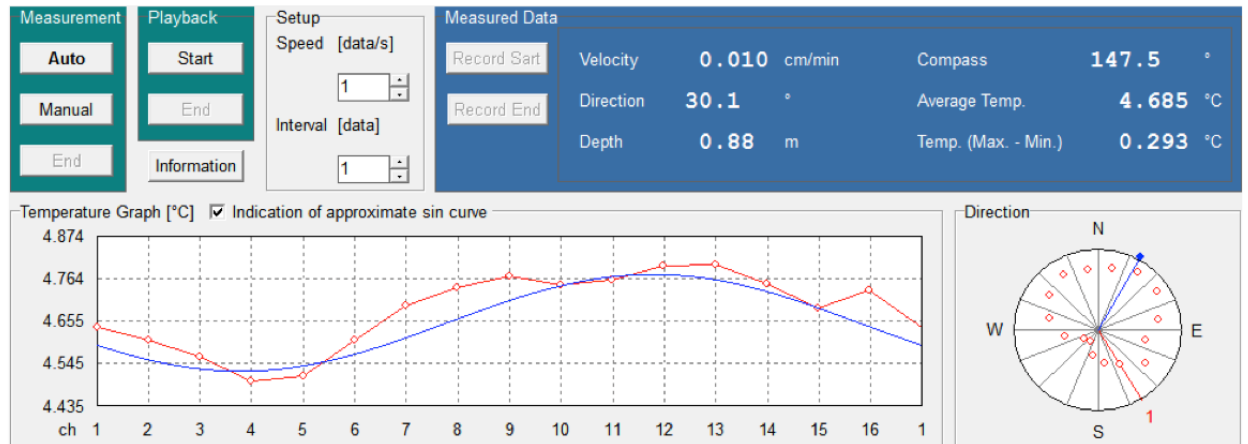 Measurement
Auto
Manual
End
Playback
Start
End
Information
Setup
Speed [data/s]
1
Interval [data]
1
Measured Data
Record Sart
Record End
Velocity 0.010 cm/min
Direction 30.1 °
Depth 0.88 m
Compass 147.5 °
Average Temp. 4.685 °C
Temp. (Max. - Min.) 0.293 °C
Temperature Graph [°C] Indication of approximate sin curve
4.874
4.764
4.655
4.545
4.435
ch 1 2 3 4 5 6 7 8 9 10 11 12 13 14 15 16 1
Direction
N
W E
1
S